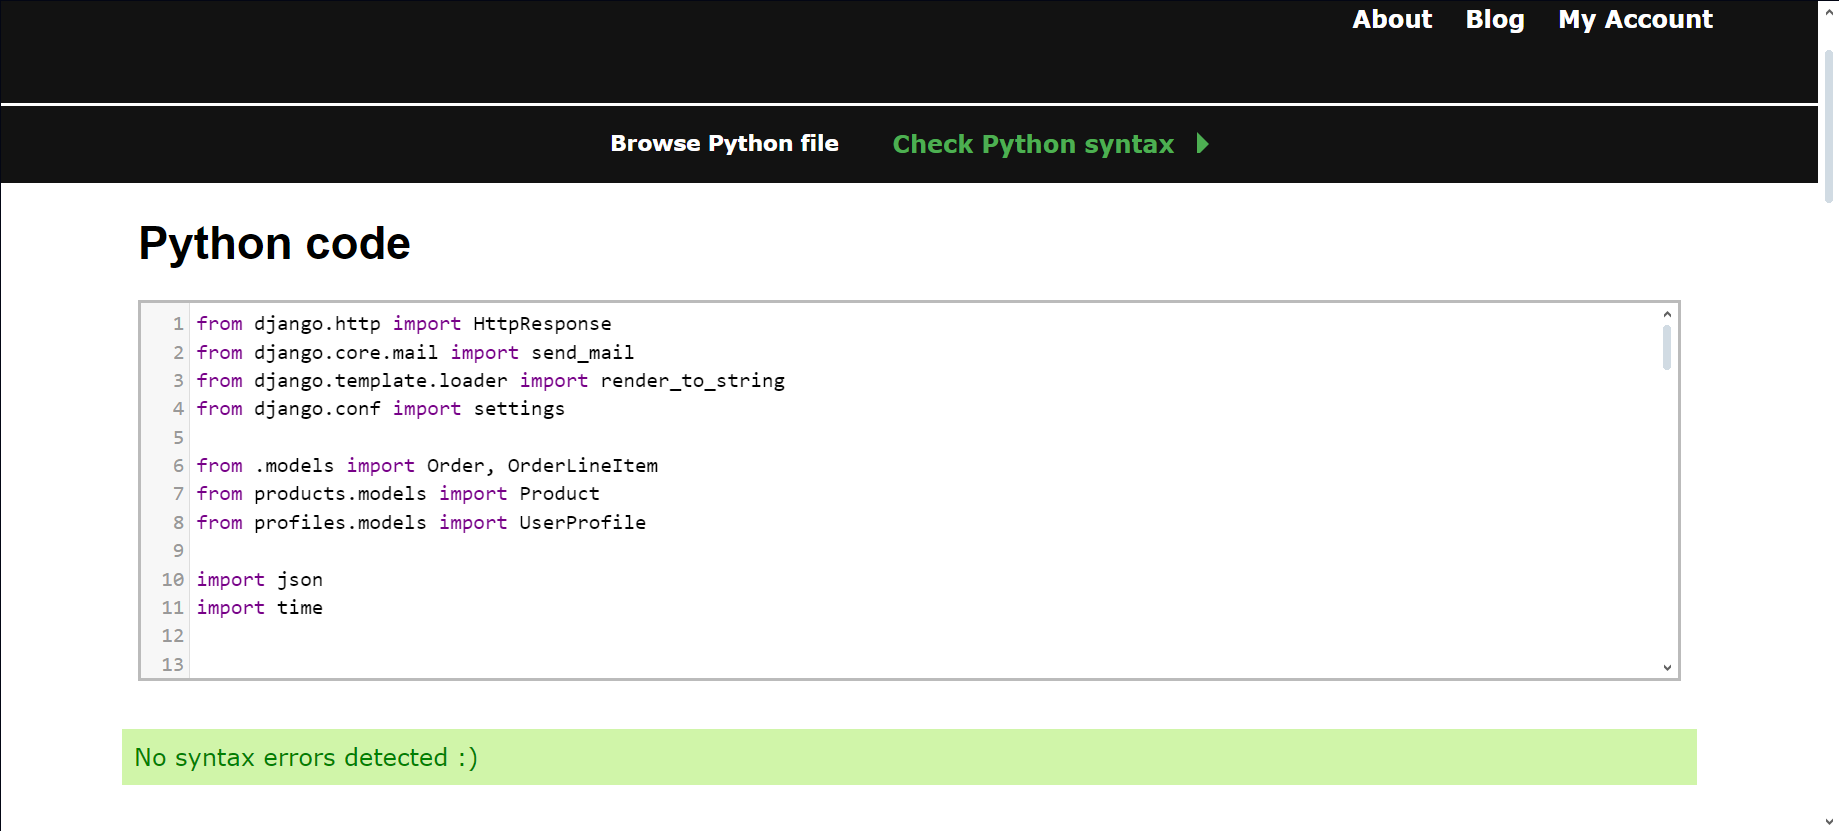 About Blog My Account
Browse Python file Check Python syntax
Python code
1 from django.http import HttpResponse
2 from django.core.mail import send_mail
3 from django.template.loader import render_to_string
4 from django.conf import settings
5
6 from .models import Order, OrderLineItem
7 from products.models import Product
8 from profiles.models import UserProfile
9
10 import json
11 import time
12
13
No syntax errors detected :)